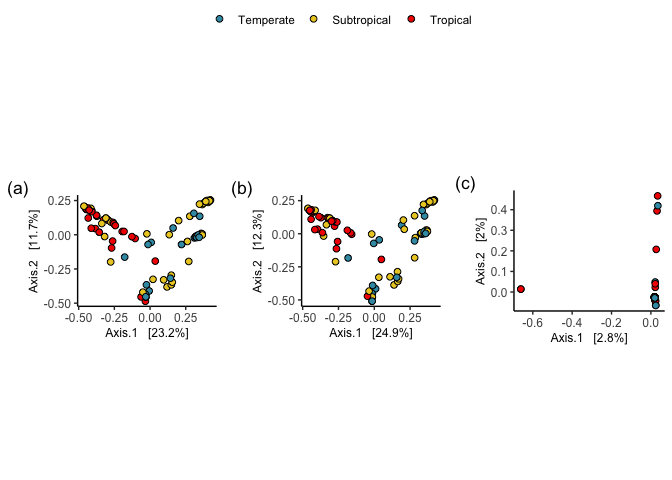 Temperate Subtropical Tropical
(a)
0.25
0.00
-0.25
-0.50
Axis.2 [11.7%]
-0.50 -0.25 0.00 0.25
Axis.1 [23.2%]
(b)
0.25
0.00
-0.25
-0.50
Axis.2 [12.3%]
-0.50 -0.25 0.00 0.25
Axis.1 [24.9%]
(c)
0.4
0.3
0.2
0.1
0.0
Axis.2 [2%]
-0.6 -0.4 -0.2 0.0
Axis.1 [2.8%]